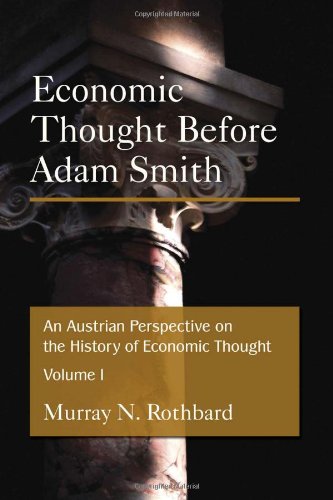 Economic
Thought Before
Adam Smith
An Austrian Perspective on
the History of Economic Thought
Volume I
Murray N. Rothbard